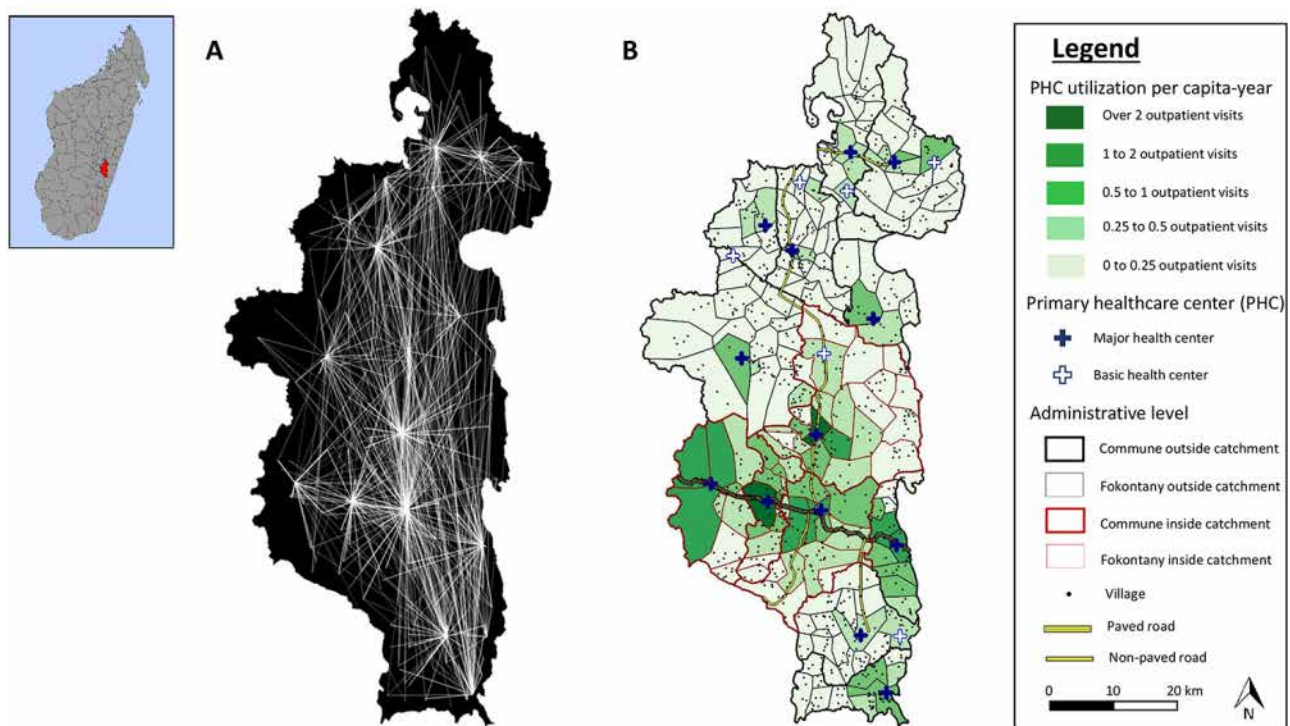 A
B
Legend
PHC utilization per capita-year
Over 2 outpatient visits
1 to 2 outpatient visits
0.5 to 1 outpatient visits
0.25 to 0.5 outpatient visits
0 to 0.25 outpatient visits
Primary healthcare center (PHC)
Major health center
Basic health center
Administrative level
Commune outside catchment
Fokontany outside catchment
Commune inside catchment
Fokontany inside catchment
Village
Paved road
Non-paved road
0 10 20 km
N